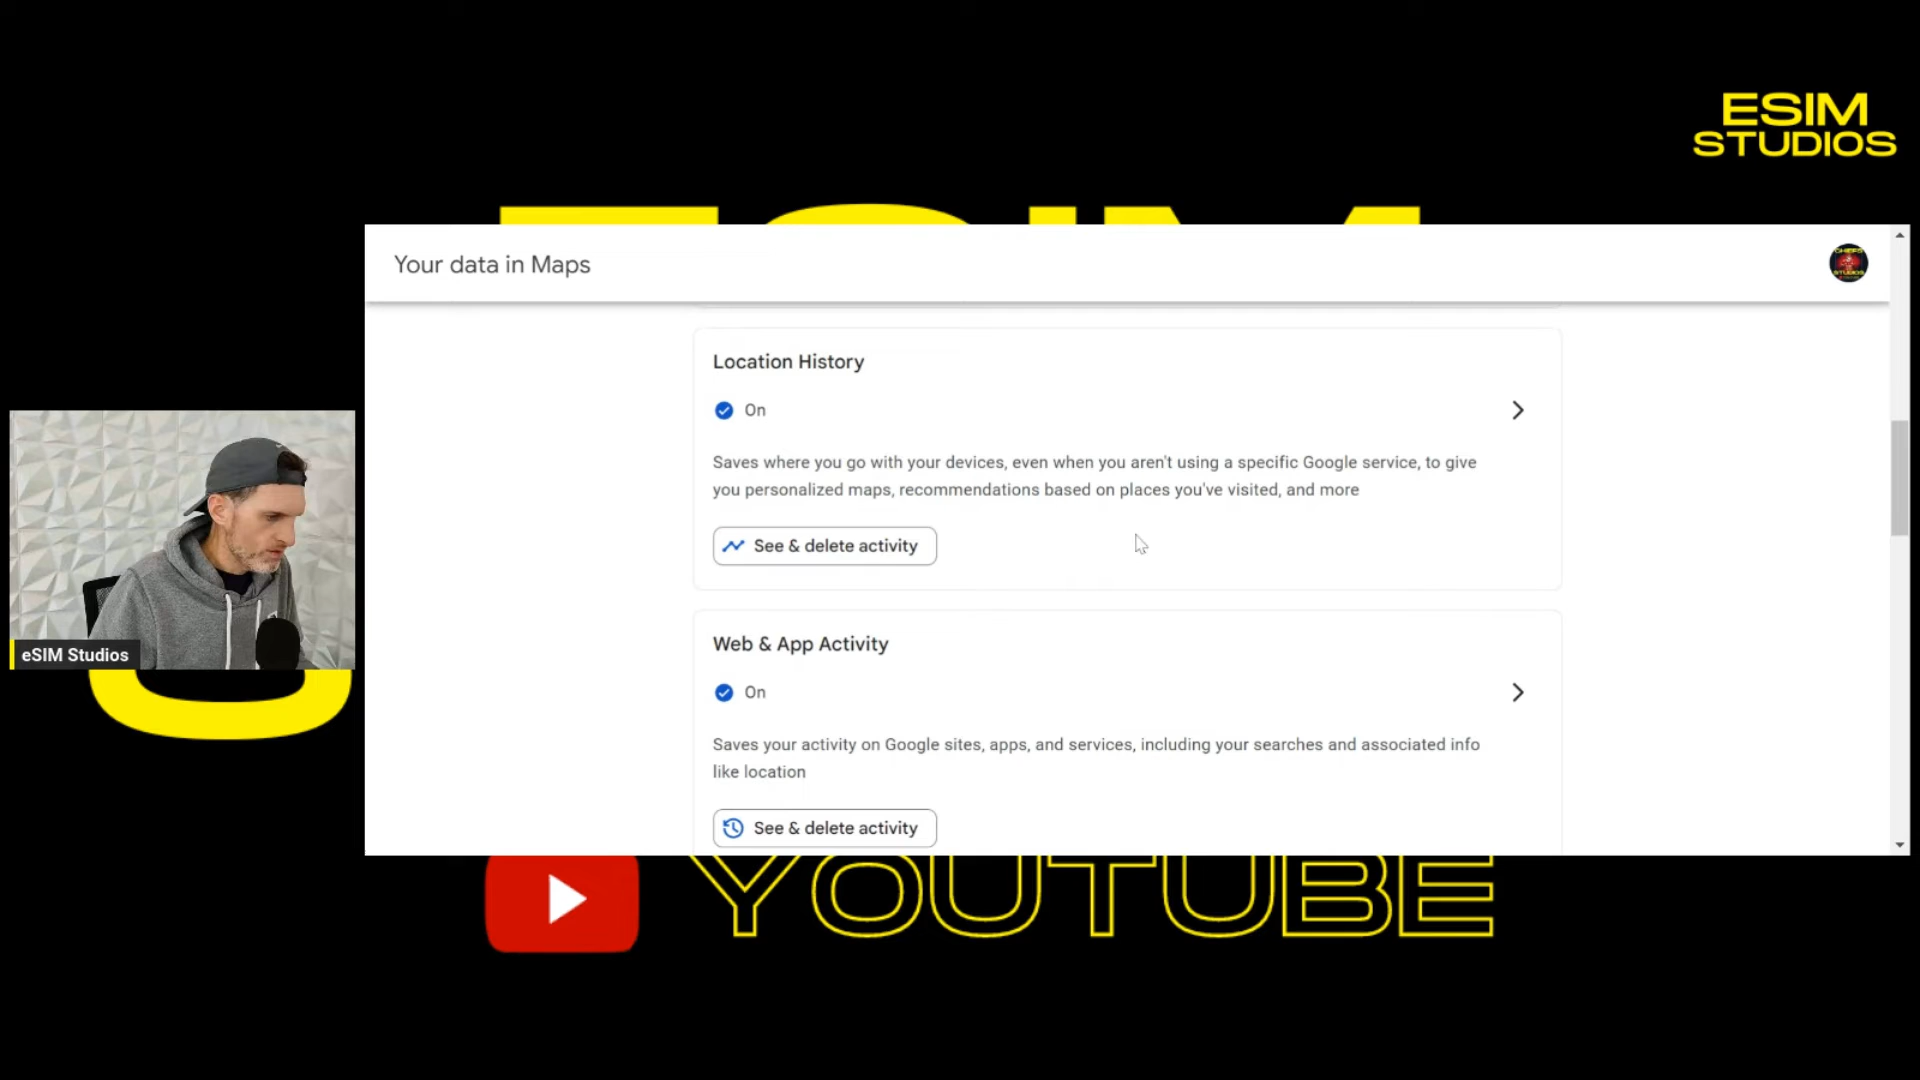 ESIM
STUDIOS
Your data in Maps
Location History
On
Saves where you go with your devices, even when you aren't using a specific Google service, to give
you personalized maps, recommendations based on places you've visited, and more
See & delete activity
Web & App Activity
On
Saves your activity on Google sites, apps, and services, including your searches and associated info
like location
See & delete activity
eSIM Studios
YOUTUBE